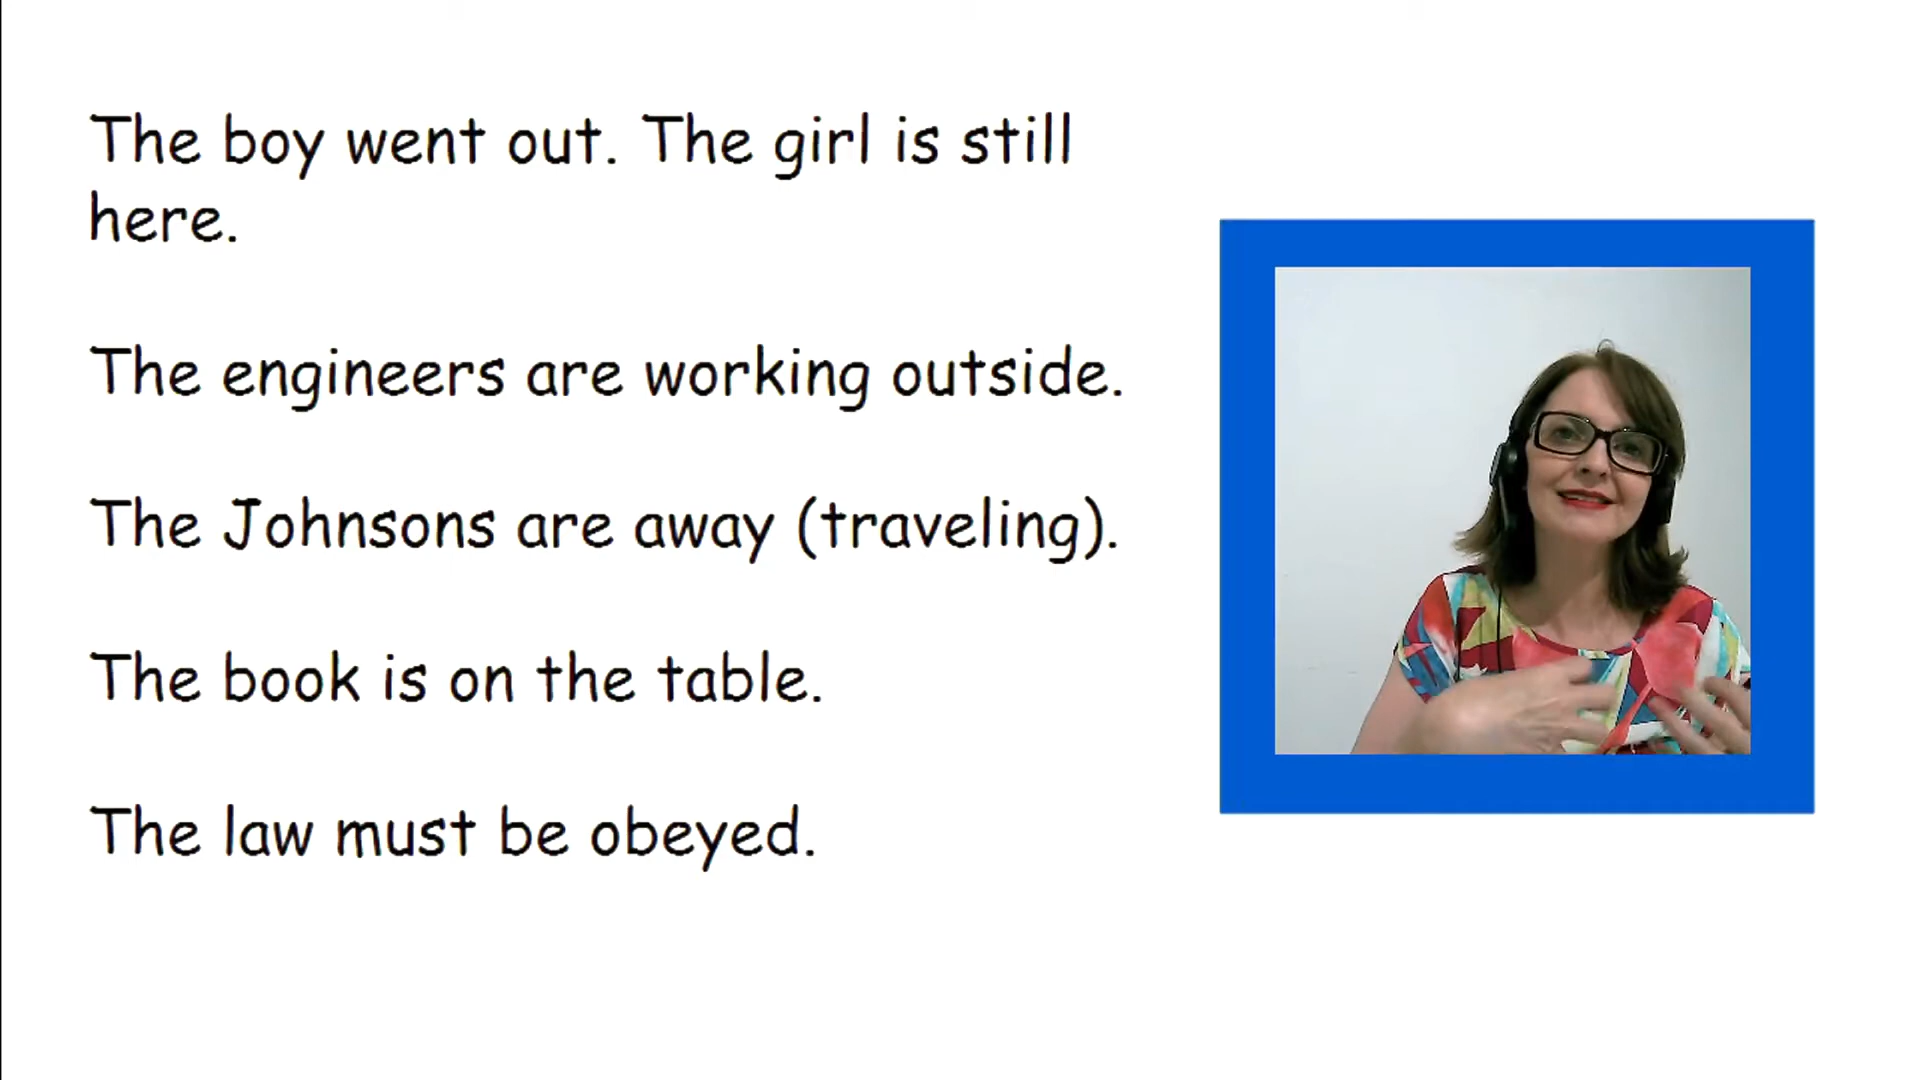 The boy went out. The girl is still
here.
The engineers are working outside.
The Johnsons are away (traveling).
The book is on the table.
The law must be obeyed.